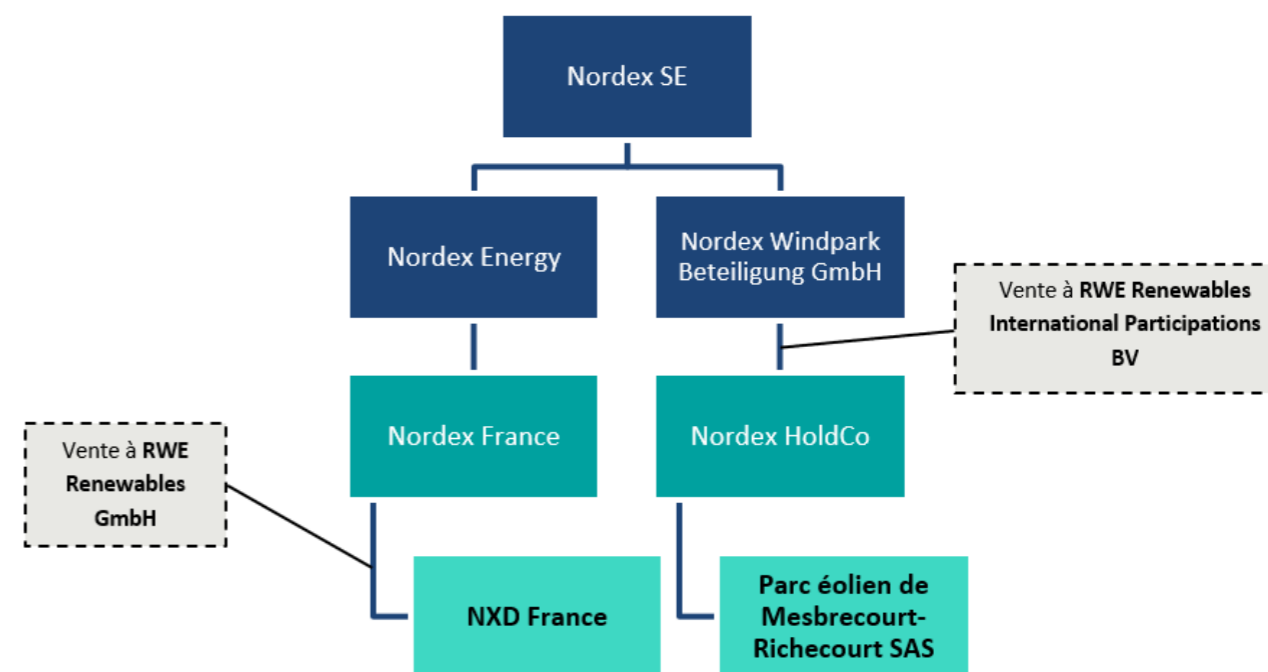 Nordex SE
Nordex Energy
Nordex Windpark
Beteiligung GmbH
Vente à RWE Renewables
International Participations
BV
Nordex France
Nordex HoldCo
Vente à RWE
Renewables
GmbH
NXD France
Parc éolien de
Mesbrecourt-
Richecourt SAS